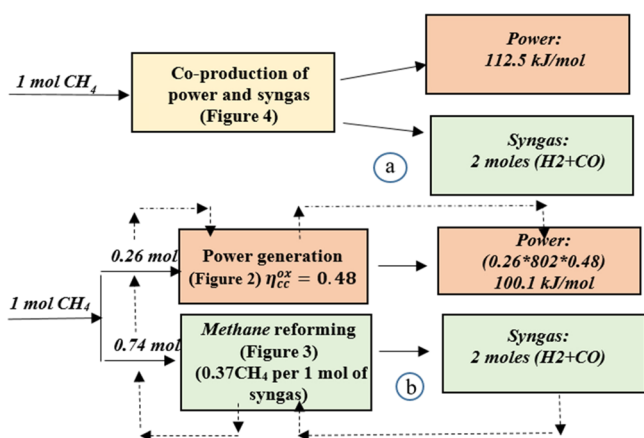 1 mol CH₄
Co-production of
power and syngas
(Figure 4)
Power:
112.5 kJ/mol
Syngas:
2 moles (H2+CO)
a
1 mol CH₄
0.26 mol
Power generation
(Figure 2) η_cc^ox = 0.48
Power:
(0.26*802*0.48)
100.1 kJ/mol
0.74 mol
Methane reforming
(Figure 3)
(0.37CH₄ per 1 mol of
syngas)
b
Syngas:
2 moles (H2+CO)